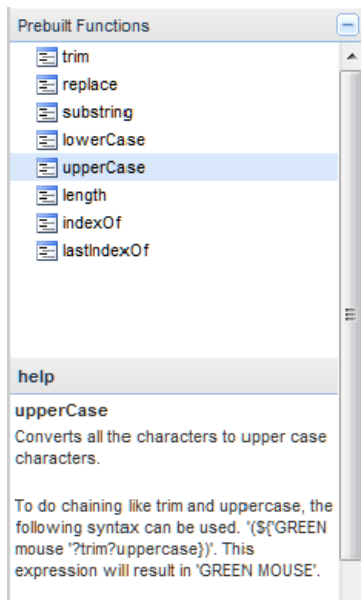 Prebuilt Functions
trim
replace
substring
lowerCase
upperCase
length
indexOf
lastIndexOf
help
upperCase
Converts all the characters to upper case
characters.
To do chaining like trim and uppercase, the
following syntax can be used. '(${'GREEN
mouse '?trim?uppercase})'. This
expression will result in 'GREEN MOUSE'.